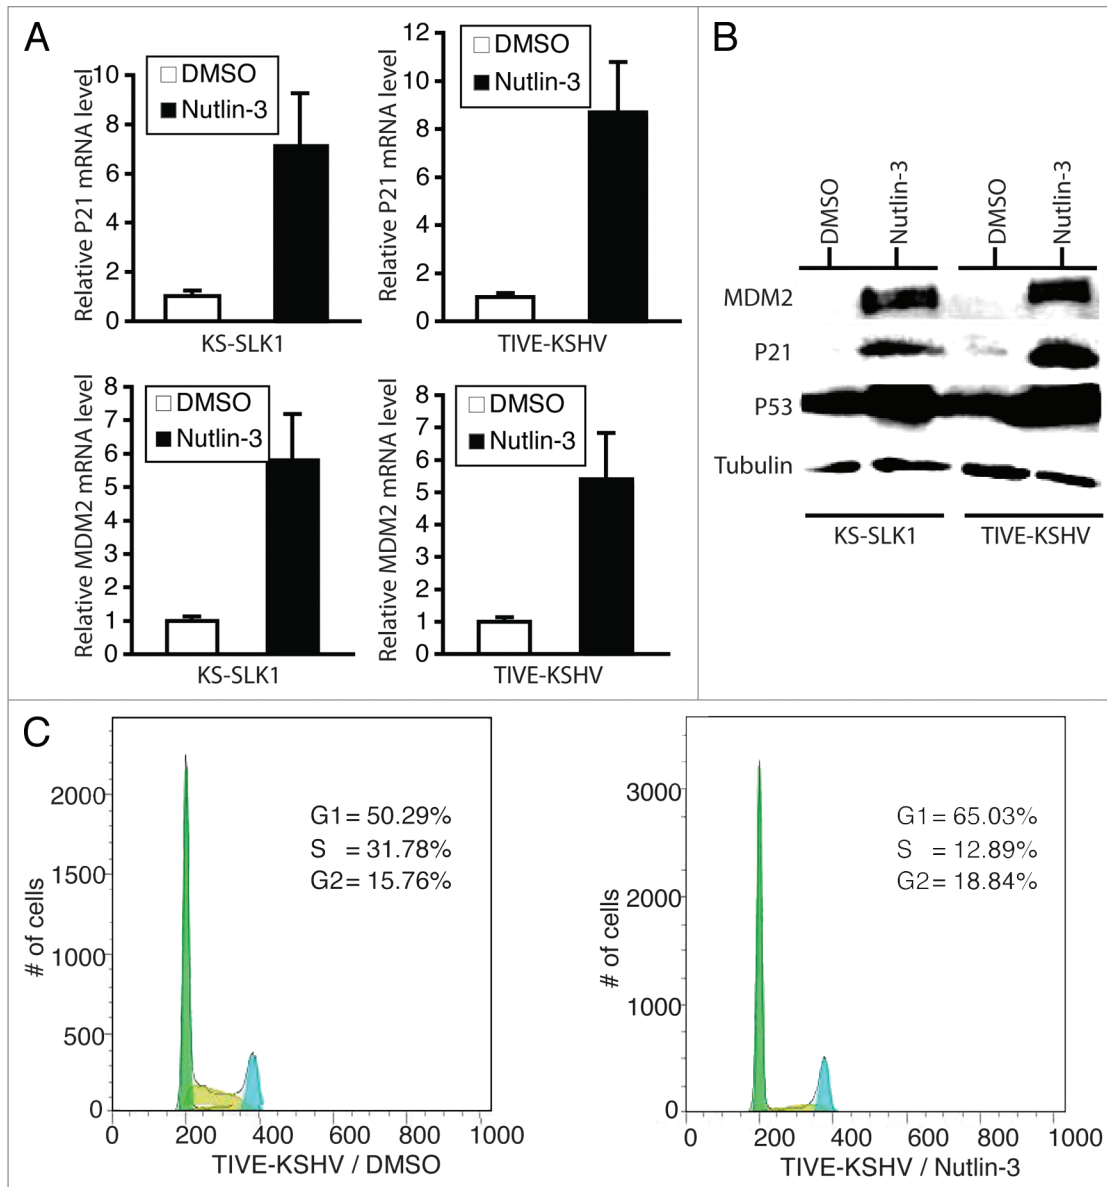 A
Relative P21 mRNA level
10
8
6
4
2
0
DMSO
Nutlin-3
KS-SLK1
Relative P21 mRNA level
12
10
8
6
4
2
0
DMSO
Nutlin-3
TIVE-KSHV
Relative MDM2 mRNA level
8
7
6
5
4
3
2
1
0
DMSO
Nutlin-3
KS-SLK1
Relative MDM2 mRNA level
8
7
6
5
4
3
2
1
0
DMSO
Nutlin-3
TIVE-KSHV
B
DMSO
Nutlin-3
DMSO
Nutlin-3
MDM2
P21
P53
Tubulin
KS-SLK1
TIVE-KSHV
C
# of cells
2000
1500
1000
500
0
G1= 50.29%
S = 31.78%
G2= 15.76%
0 200 400 600 800 1000
TIVE-KSHV / DMSO
# of cells
3000
2000
1000
0
G1= 65.03%
S = 12.89%
G2= 18.84%
0 200 400 600 800 1000
TIVE-KSHV / Nutlin-3